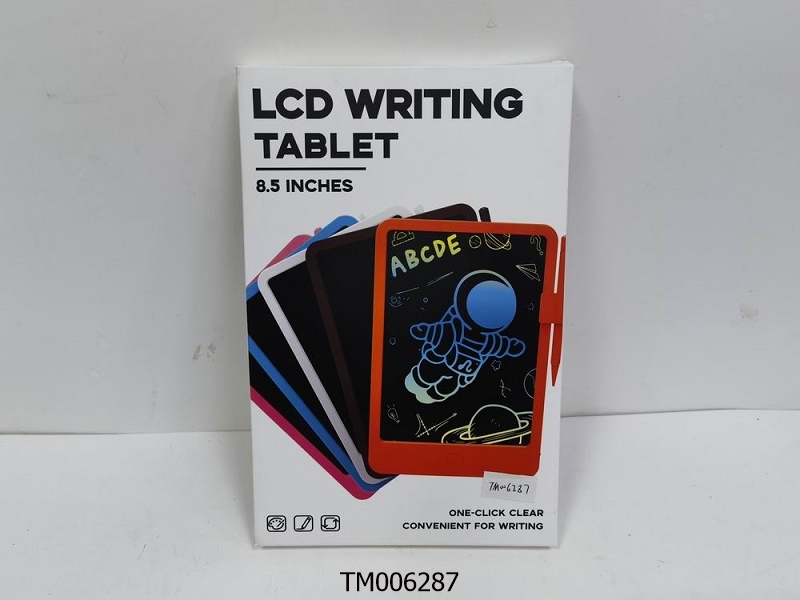 LCD WRITING
TABLET
8.5 INCHES
ABCDE
TM006287
ONE-CLICK CLEAR
CONVENIENT FOR WRITING
TM006287